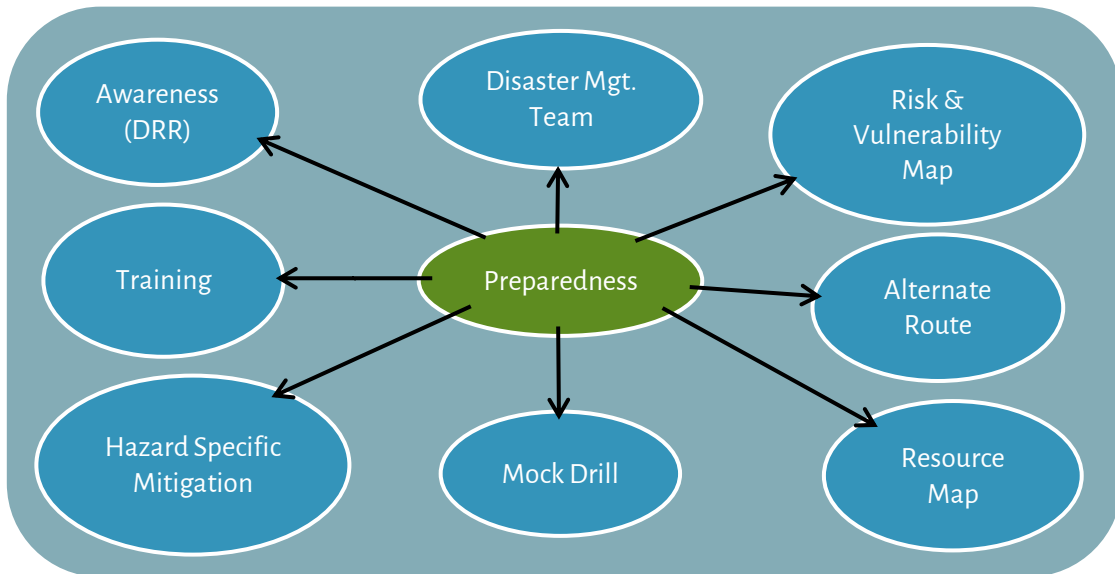 Awareness
(DRR)
Disaster Mgt.
Team
Risk &
Vulnerability
Map
Training
Preparedness
Alternate
Route
Hazard Specific
Mitigation
Mock Drill
Resource
Map